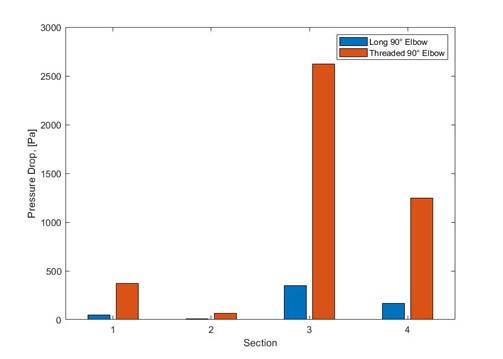 3000
2500
2000
1500
1000
500
0
Pressure Drop, [Pa]
Long 90° Elbow
Threaded 90° Elbow
1 2 3 4
Section